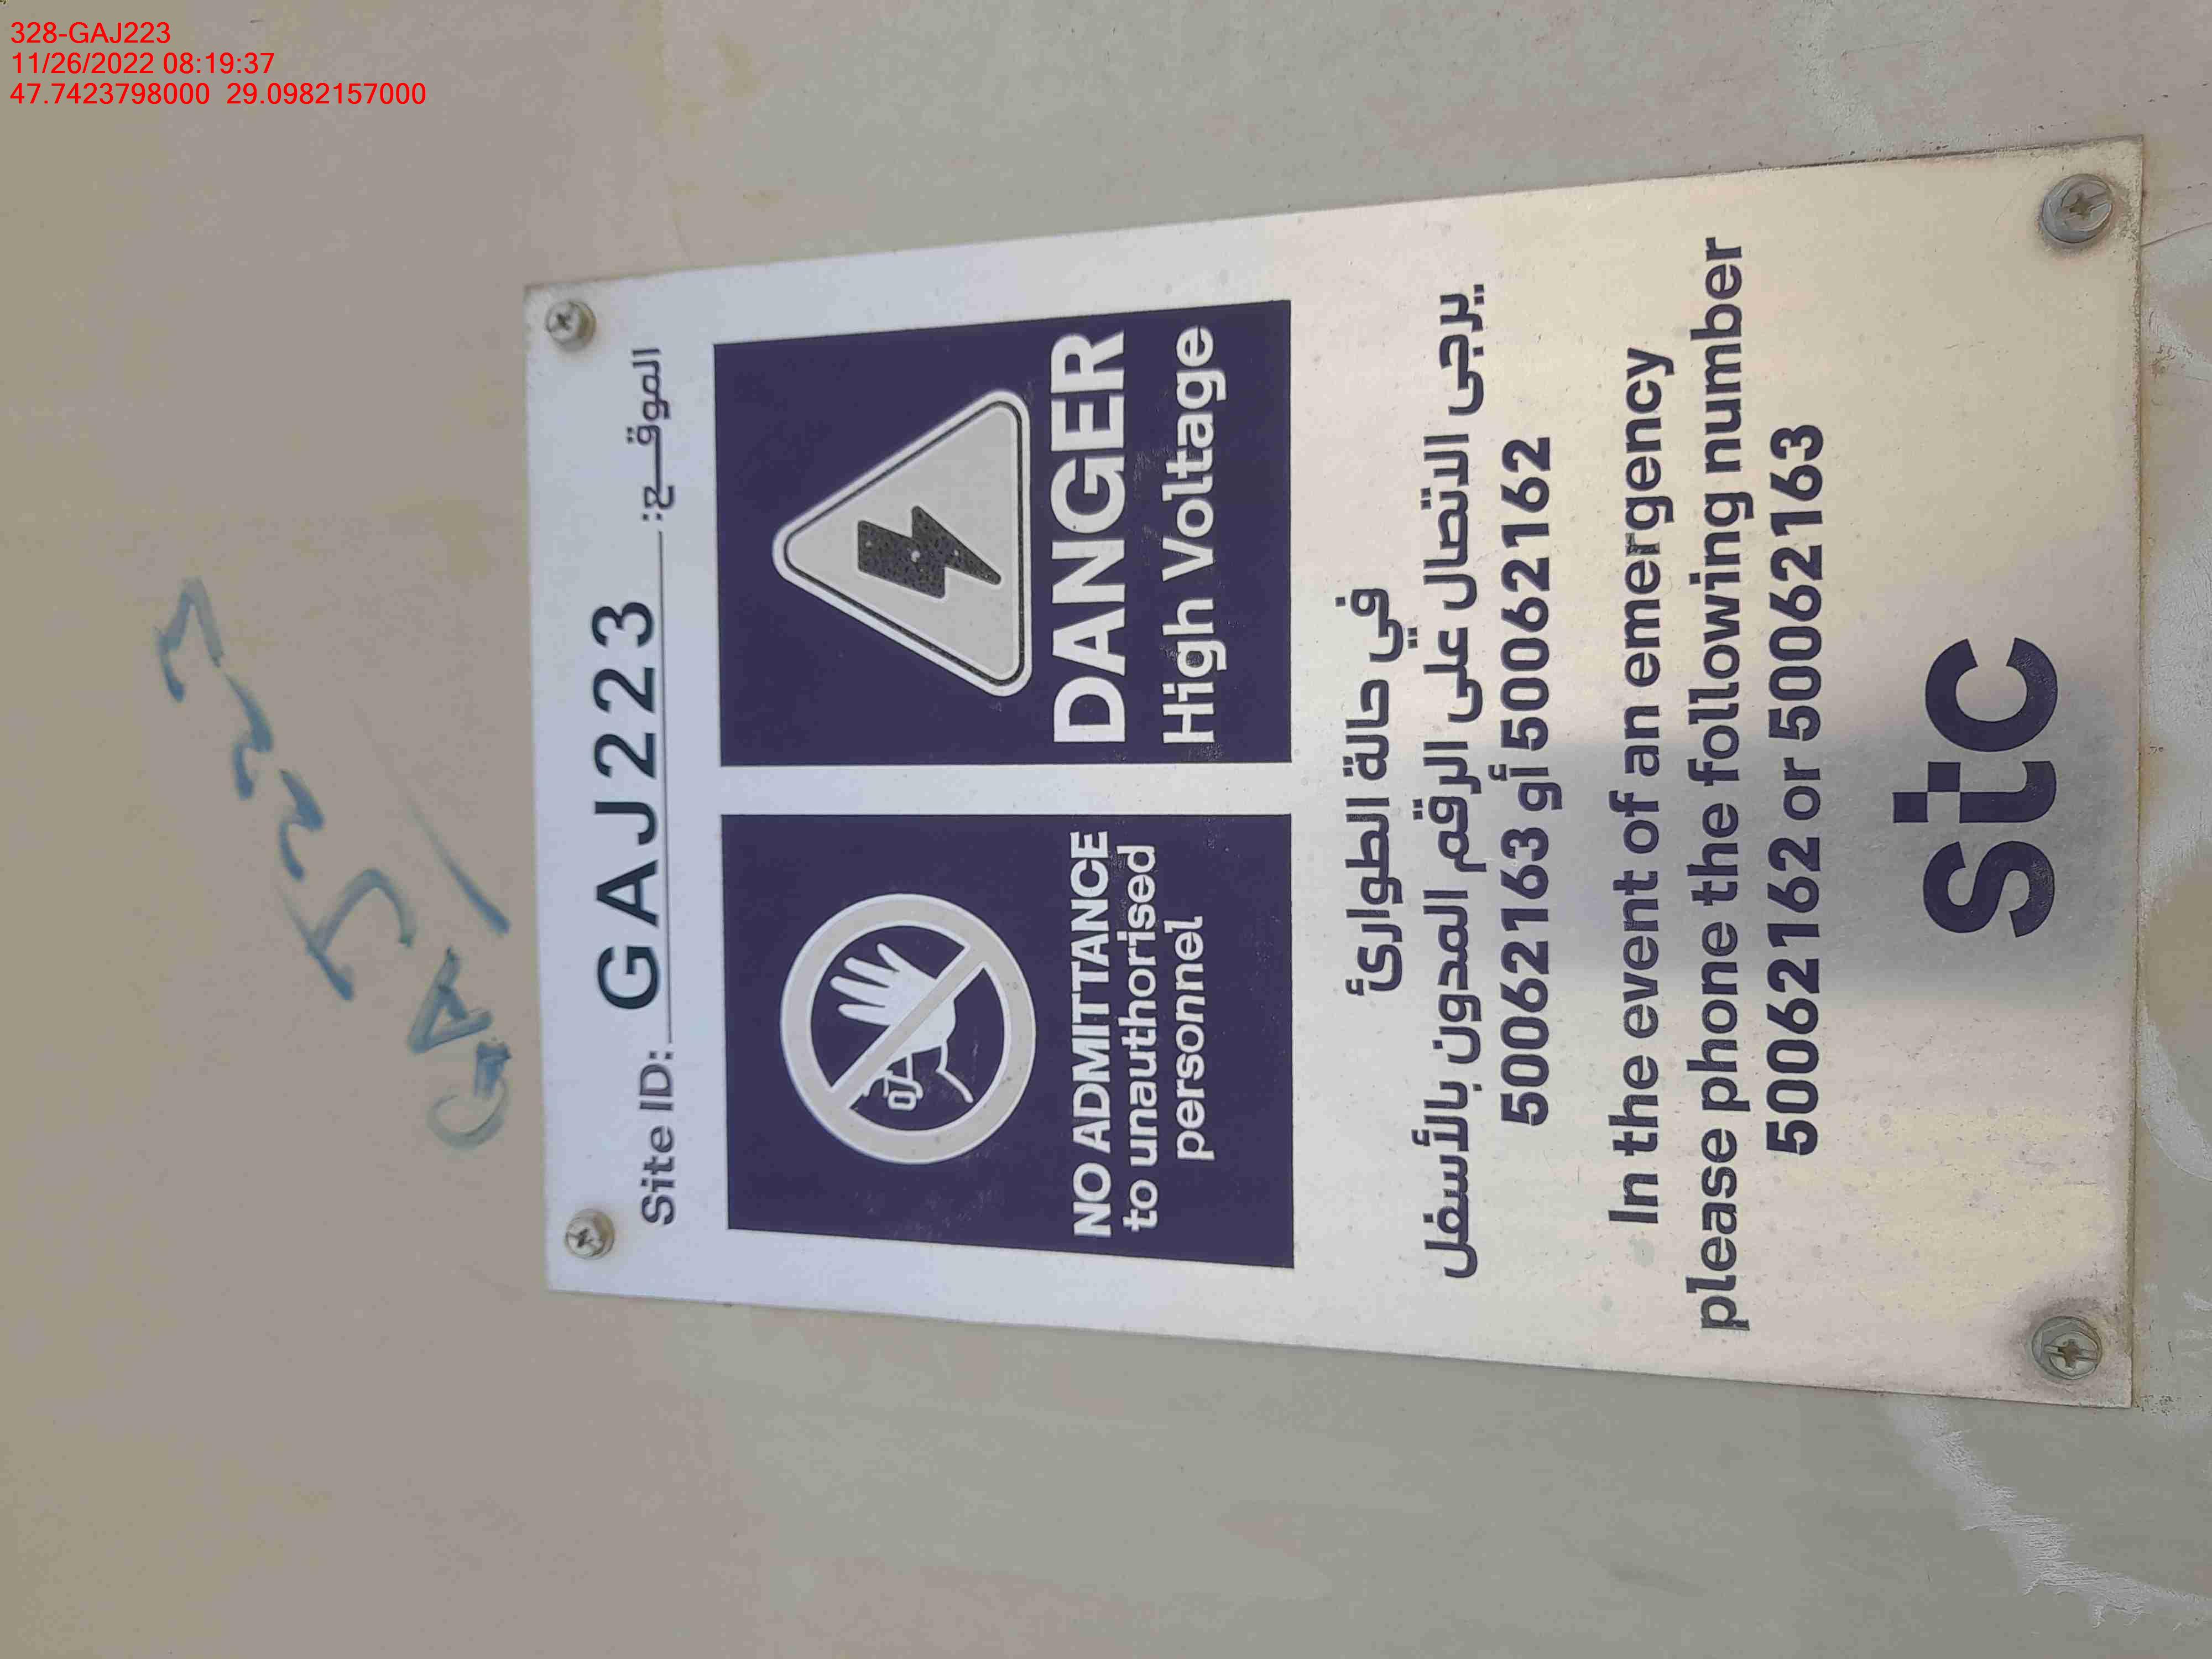 328-GAJ223
11/26/2022 08:19:37
47.7423798000 29.0982157000
GAJ223
Site ID: GAJ223 الموقـــع:
NO ADMITTANCE
to unauthorised
personnel
DANGER
High Voltage
في حالة الطوارئ
يرجى الاتصال على الرقم المدون بالأسفل
50062163 أو 50062162
In the event of an emergency
please phone the following number
50062162 or 50062163
stc